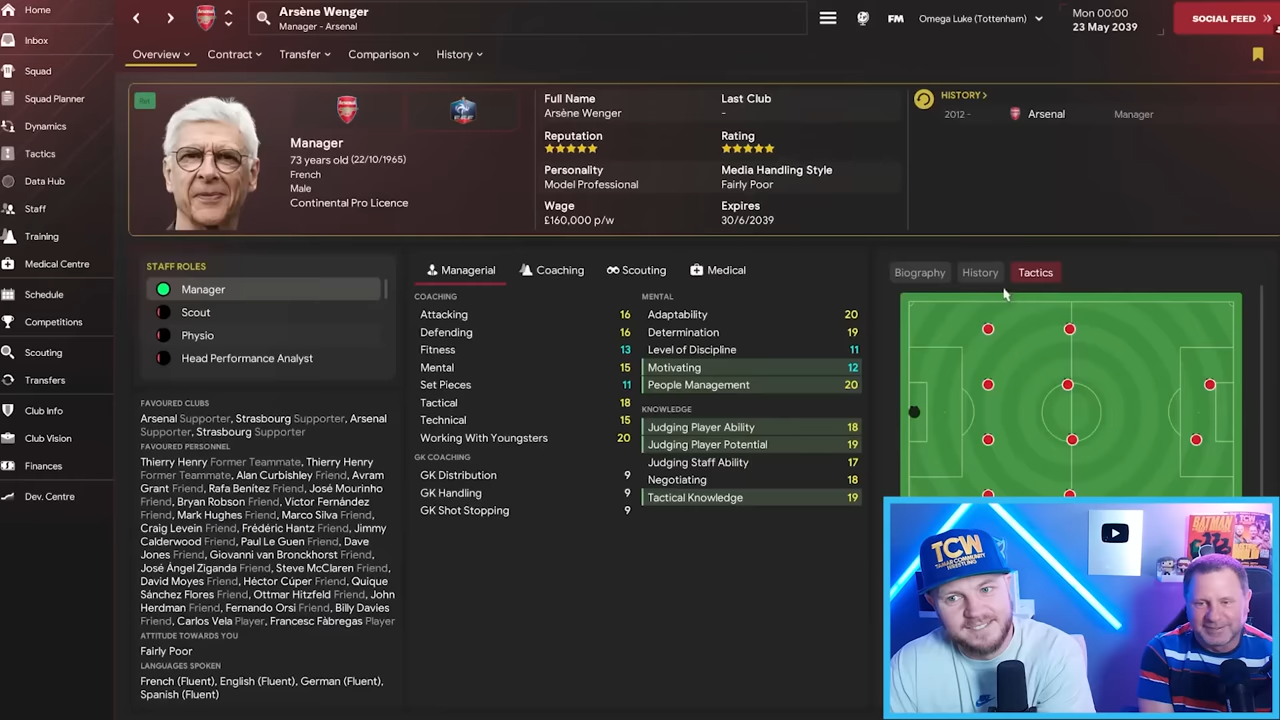 Home
Inbox
Squad
Squad Planner
Dynamics
Tactics
Data Hub
Staff
Training
Medical Centre
Schedule
Competitions
Scouting
Transfers
Club Info
Club Vision
Finances
Dev. Centre
Arsène Wenger
Manager - Arsenal
FM
Omega Luke (Tottenham)
Mon 00:00
23 May 2039
SOCIAL FEED
Overview
Contract
Transfer
Comparison
History
Ret
Arsenal
Manager
73 years old (22/10/1965)
French
Male
Continental Pro Licence
Full Name
Arsène Wenger
Last Club
-
Reputation
Rating
Personality
Model Professional
Media Handling Style
Fairly Poor
Wage
£160,000 p/w
Expires
30/6/2039
HISTORY
2012 - Arsenal Manager
STAFF ROLES
Manager
Scout
Physio
Head Performance Analyst
FAVOURED CLUBS
Arsenal Supporter, Strasbourg Supporter, Arsenal
Supporter, Strasbourg Supporter
FAVOURED PERSONNEL
Thierry Henry Former Teammate, Thierry Henry
Former Teammate, Alan Curbishley Friend, Avram
Grant Friend, Rafa Benítez Friend, José Mourinho
Friend, Bryan Robson Friend, Víctor Fernández
Friend, Mark Hughes Friend, Marco Silva Friend,
Craig Levein Friend, Frédéric Hantz Friend, Jimmy
Calderwood Friend, Paul Le Guen Friend, Dave
Jones Friend, Giovanni van Bronckhorst Friend,
José Ángel Ziganda Friend, Steve McClaren Friend,
David Moyes Friend, Héctor Cúper Friend, Quique
Sánchez Flores Friend, Ottmar Hitzfeld Friend, John
Herdman Friend, Fernando Orsi Friend, Billy Davies
Friend, Carlos Vela Player, Francesc Fàbregas Player
ATTITUDE TOWARDS YOU
Fairly Poor
LANGUAGES SPOKEN
French (Fluent), English (Fluent), German (Fluent),
Spanish (Fluent)
Managerial
Coaching
Scouting
Medical
COACHING
Attacking 16
Defending 16
Fitness 13
Mental 15
Set Pieces 11
Tactical 18
Technical 15
Working With Youngsters 20
GK COACHING
GK Distribution 9
GK Handling 9
GK Shot Stopping 9
MENTAL
Adaptability 20
Determination 19
Level of Discipline 11
Motivating 12
People Management 20
KNOWLEDGE
Judging Player Ability 18
Judging Player Potential 19
Judging Staff Ability 17
Negotiating 18
Tactical Knowledge 19
Biography
History
Tactics
TCW
TAMAR COMMUNITY
WRESTLING
BATMAN
TCW